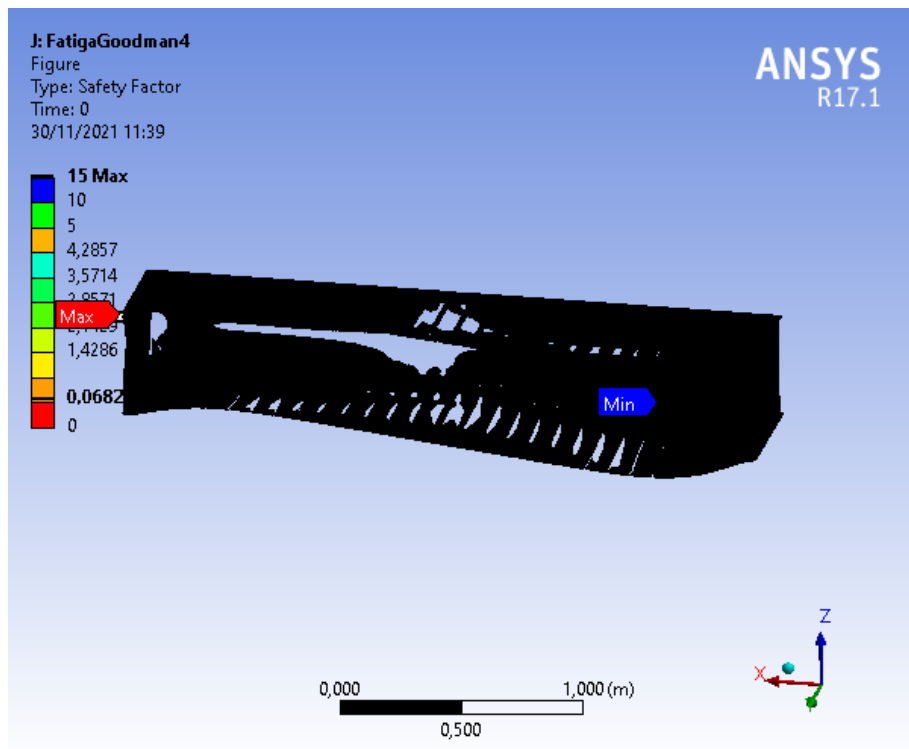 J: FatigaGoodman4
Figure
Type: Safety Factor
Time: 0
30/11/2021 11:39
ANSYS
R17.1
15 Max
10
5
4,2857
3,5714
Max
1,4286
0,0682
0
Min
Z
X
0,000
1,000 (m)
0,500